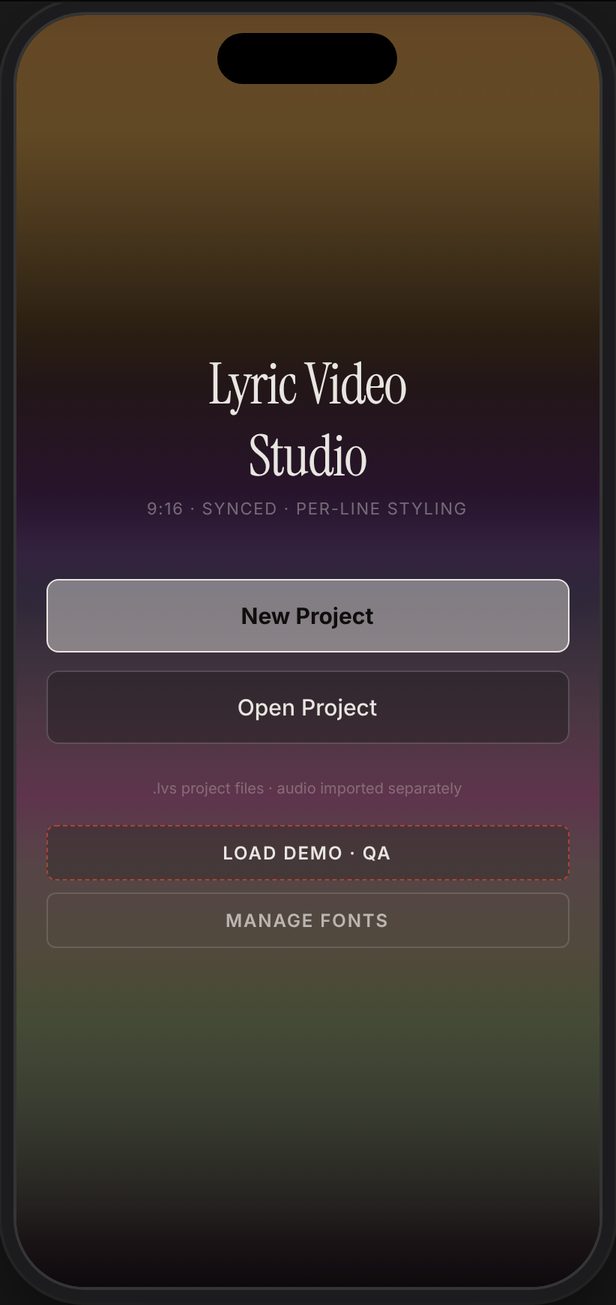 Lyric Video
Studio
9:16 · SYNCED · PER-LINE STYLING
New Project
Open Project
.lvs project files · audio imported separately
LOAD DEMO · QA
MANAGE FONTS